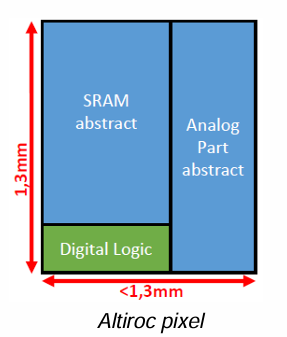 1,3mm
SRAM
abstract
Analog
Part
abstract
Digital Logic
<1,3mm
Altiroc pixel